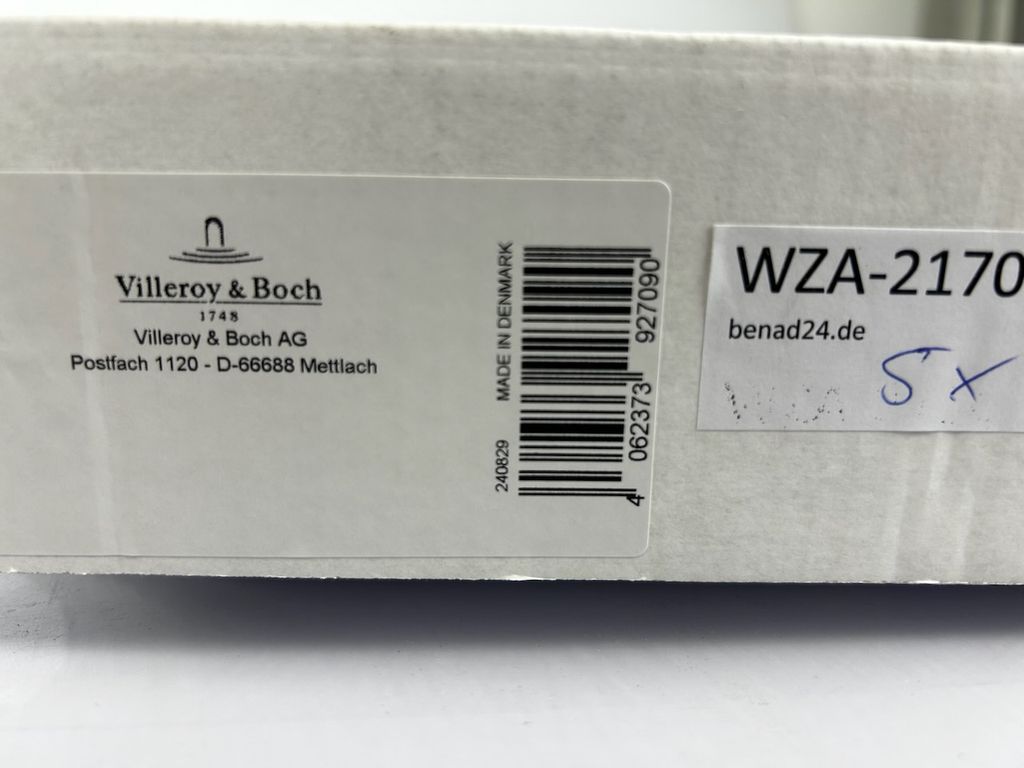 Villeroy & Boch
1748
Villeroy & Boch AG
Postfach 1120 - D-66688 Mettlach
MADE IN DENMARK
240829
4 062373 927090
WZA-2170
benad24.de
5x